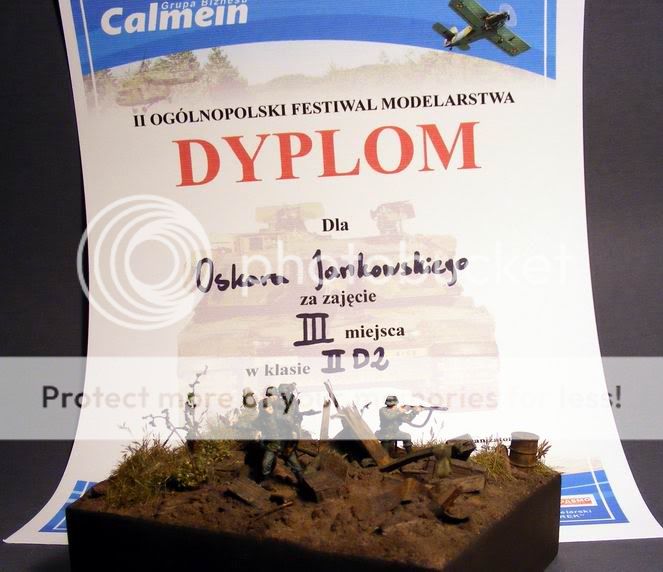 Grupa Biznesu
Calmein
II OGÓLNOPOLSKI FESTIWAL MODELARSTWA
DYPLOM
Dla
photobucket
Oskara Jankowskiego
za zajęcie
III miejsca
w klasie II D2
Protect more of your memories for less!